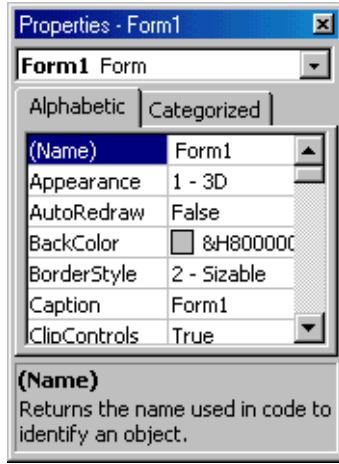 Properties - Form1
Form1 Form
Alphabetic Categorized
(Name) Form1
Appearance 1 - 3D
AutoRedraw False
BackColor &H800000
BorderStyle 2 - Sizable
Caption Form1
ClipControls True
(Name)
Returns the name used in code to
identify an object.